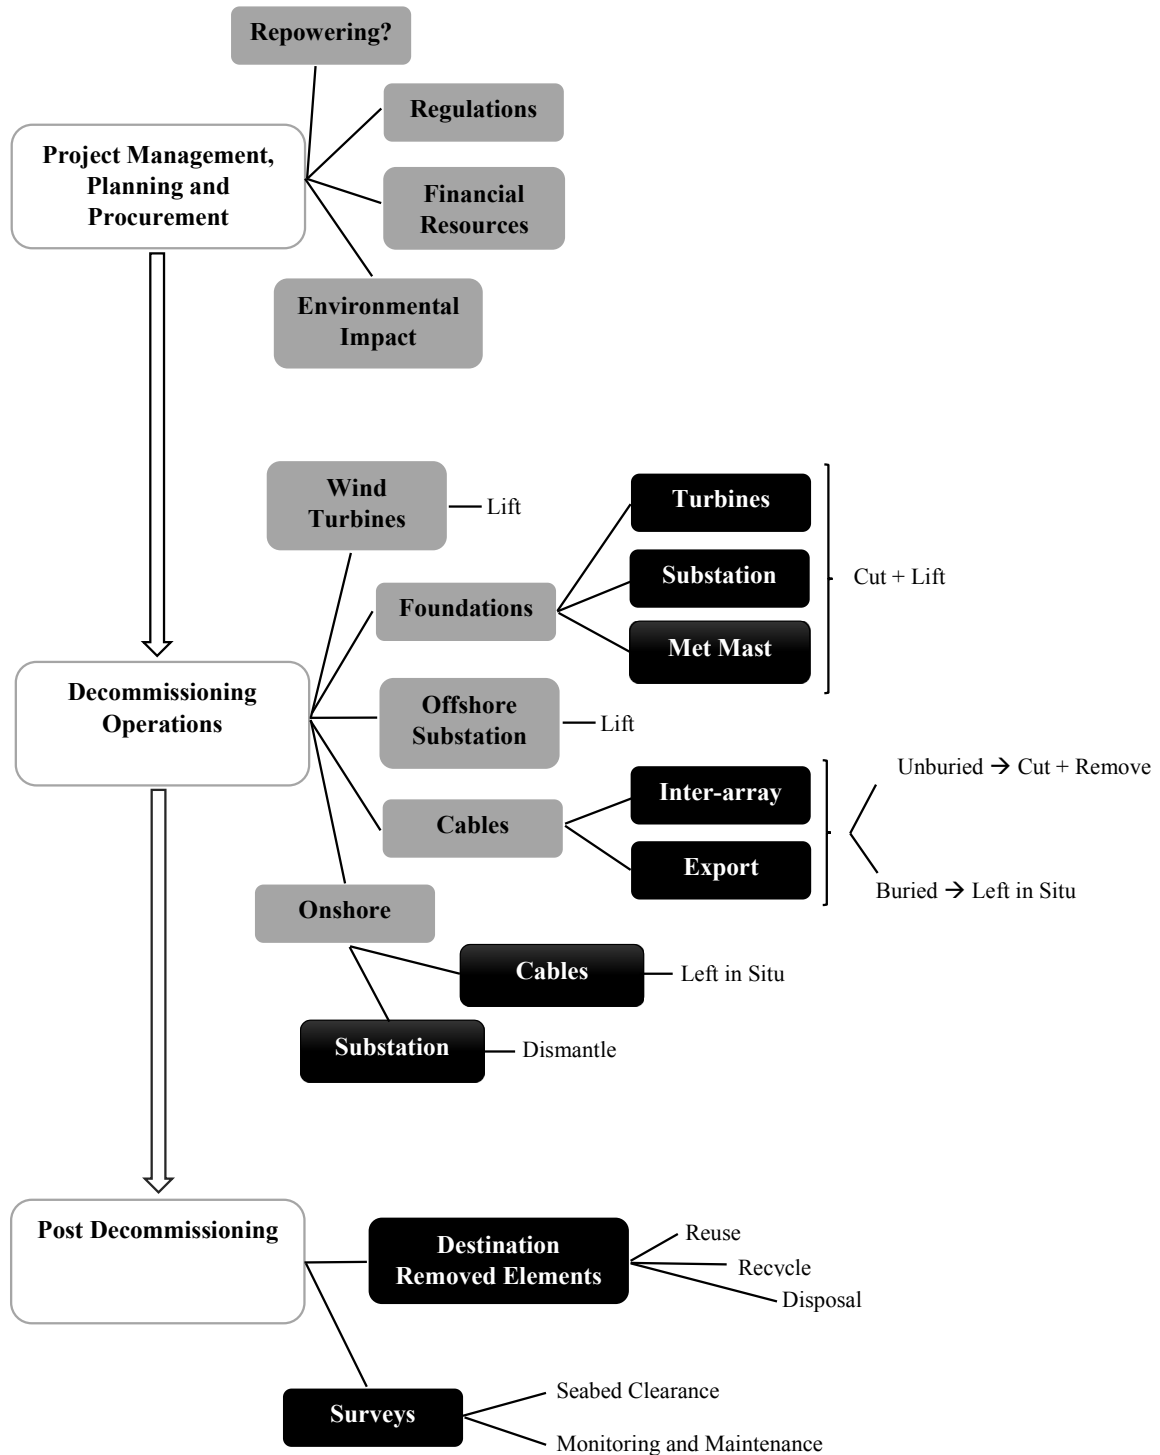 Repowering?
Regulations
Project Management,
Planning and
Procurement
Financial
Resources
Environmental
Impact
Wind
Turbines
Lift
Turbines
Substation
Cut + Lift
Foundations
Met Mast
Decommissioning
Operations
Offshore
Substation
Lift
Unburied → Cut + Remove
Inter-array
Cables
Export
Buried → Left in Situ
Onshore
Cables
Left in Situ
Substation
Dismantle
Post Decommissioning
Destination
Removed Elements
Reuse
Recycle
Disposal
Surveys
Seabed Clearance
Monitoring and Maintenance